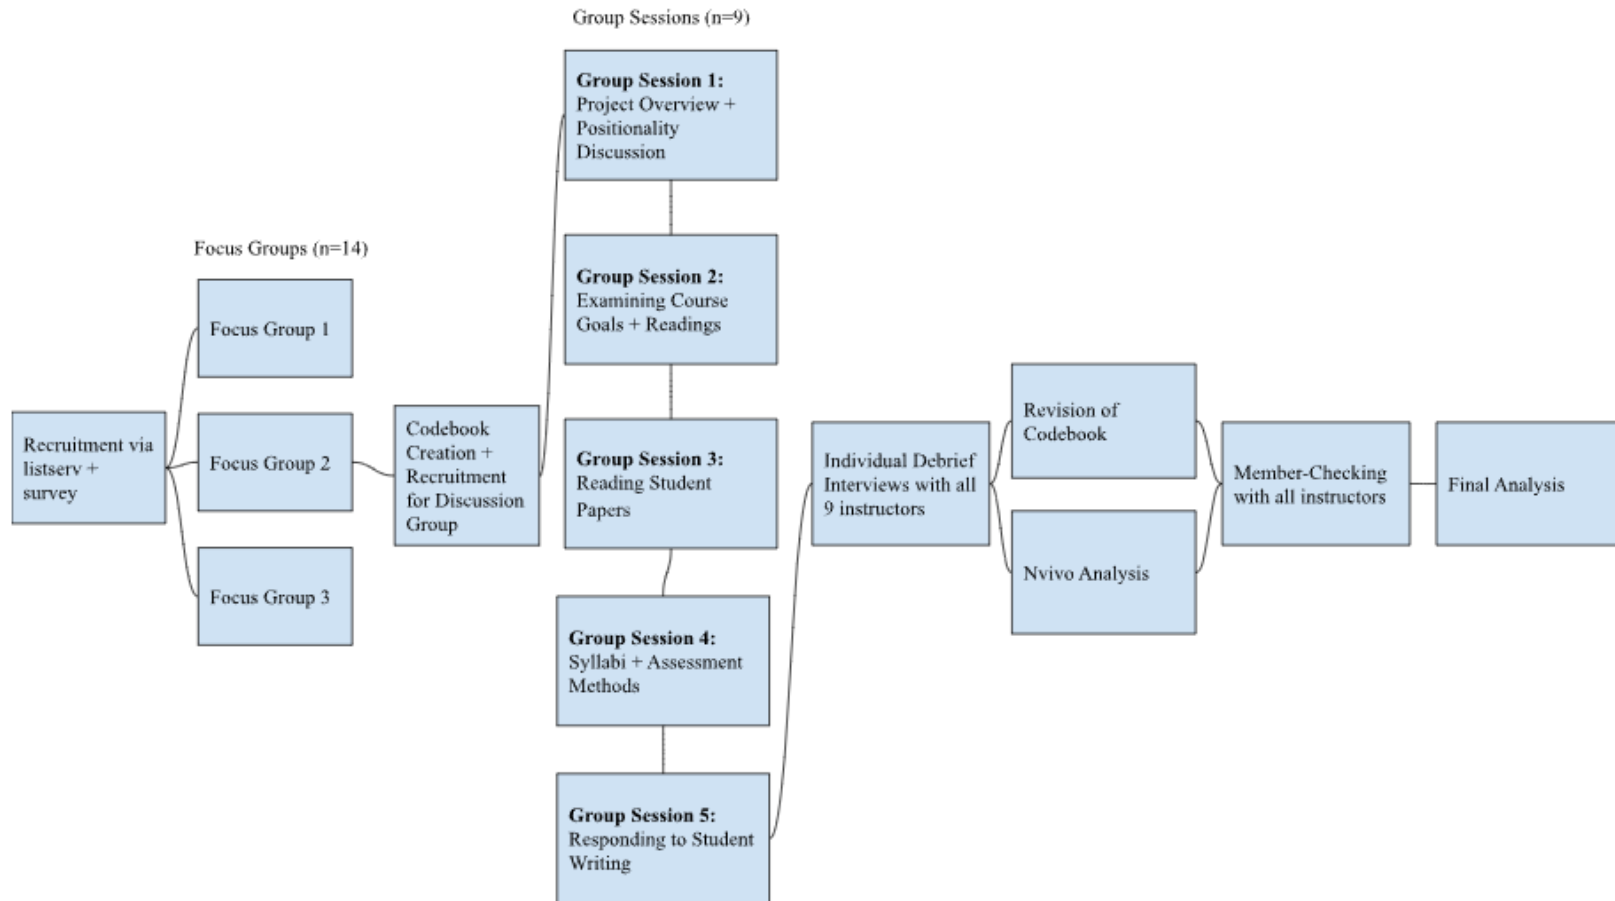 Group Sessions (n=9)
Group Session 1:
Project Overview +
Positionality
Discussion
Group Session 2:
Examining Course
Goals + Readings
Group Session 3:
Reading Student
Papers
Group Session 4:
Syllabi + Assessment
Methods
Group Session 5:
Responding to Student
Writing
Focus Groups (n=14)
Focus Group 1
Focus Group 2
Focus Group 3
Recruitment via
listserv +
survey
Codebook
Creation +
Recruitment
for Discussion
Group
Individual Debrief
Interviews with all
9 instructors
Revision of
Codebook
Nvivo Analysis
Member-Checking
with all instructors
Final Analysis